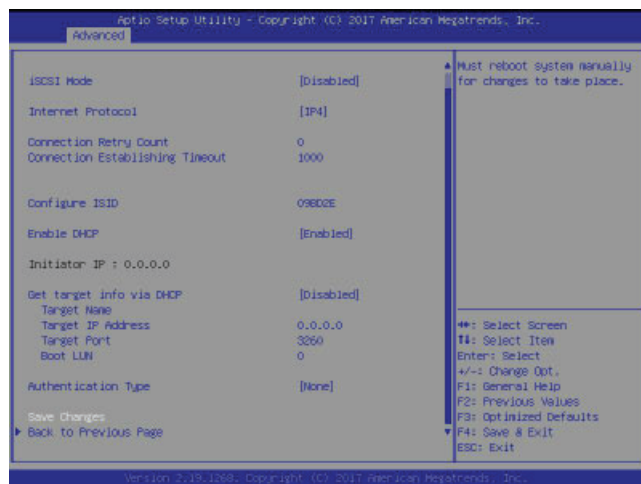 Aptio Setup Utility - Copyright (C) 2017 American Megatrends, Inc.
Advanced
iSCSI Mode [Disabled]
Internet Protocol [IP4]
Connection Retry Count 0
Connection Establishing Timeout 1000
Configure ISID 09BD2E
Enable DHCP [Enabled]
Initiator IP : 0.0.0.0
Get target info via DHCP [Disabled]
Target Name
Target IP Address 0.0.0.0
Target Port 3260
Boot LUN 0
Authentication Type [None]
Save Changes
Back to Previous Page
Must reboot system manually
for changes to take place.
↔: Select Screen
↑↓: Select Item
Enter: Select
+/-: Change Opt.
F1: General Help
F2: Previous Values
F3: Optimized Defaults
F4: Save & Exit
ESC: Exit
Version 2.19.1268. Copyright (C) 2017 American Megatrends, Inc.